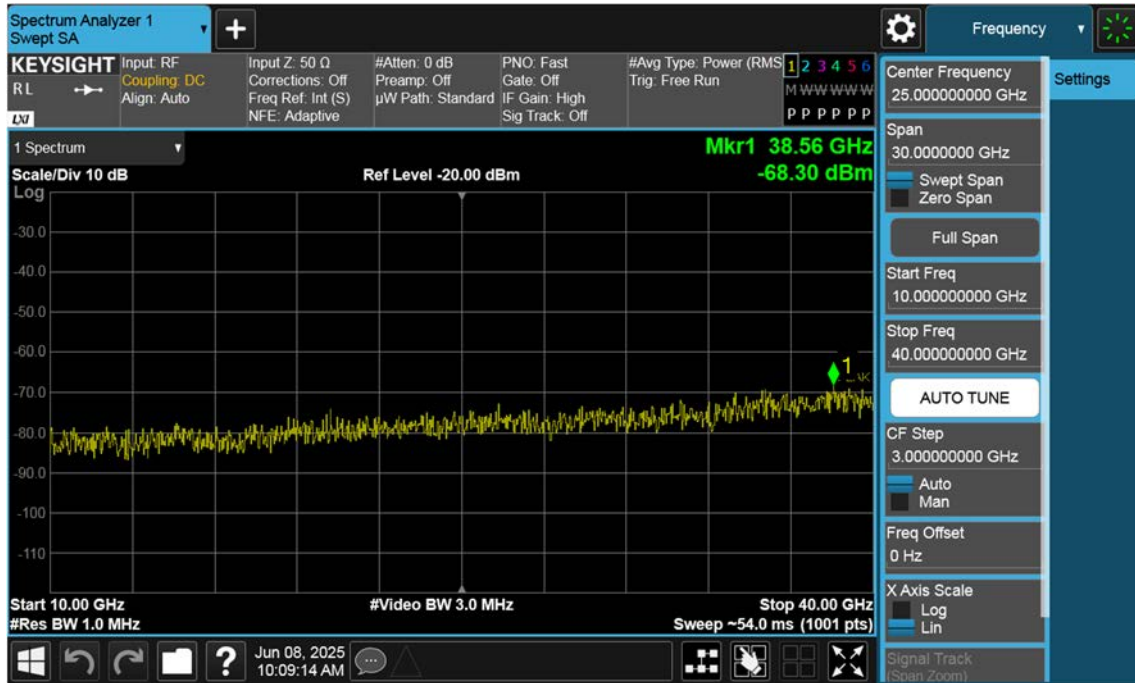 Spectrum Analyzer 1
Swept SA
Frequency
KEYSIGHT
RL
LXI
Input: RF
Coupling: DC
Align: Auto
Input Z: 50 Ω
Corrections: Off
Freq Ref: Int (S)
NFE: Adaptive
#Atten: 0 dB
Preamp: Off
µW Path: Standard
PNO: Fast
Gate: Off
IF Gain: High
Sig Track: Off
#Avg Type: Power (RMS
Trig: Free Run
1 2 3 4 5 6
M W W W W W
P P P P P P
1 Spectrum
Mkr1 38.56 GHz
-68.30 dBm
Scale/Div 10 dB
Ref Level -20.00 dBm
Log
-30.0
-40.0
-50.0
-60.0
-70.0
-80.0
-90.0
-100
-110
1
Start 10.00 GHz
#Video BW 3.0 MHz
Stop 40.00 GHz
#Res BW 1.0 MHz
Sweep ~54.0 ms (1001 pts)
Jun 08, 2025
10:09:14 AM
Center Frequency
25.000000000 GHz
Settings
Span
30.0000000 GHz
Swept Span
Zero Span
Full Span
Start Freq
10.000000000 GHz
Stop Freq
40.000000000 GHz
AUTO TUNE
CF Step
3.000000000 GHz
Auto
Man
Freq Offset
0 Hz
X Axis Scale
Log
Lin
Signal Track
(Span Zoom)